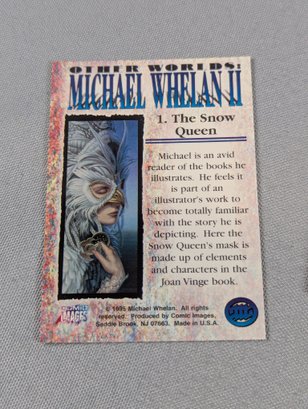 OTHER WORLDS:
MICHAEL WHELAN II
1. The Snow
Queen
Michael is an avid
reader of the books he
illustrates. He feels it
is part of an
illustrator's work to
become totally familiar
with the story he is
depicting. Here the
Snow Queen's mask is
made up of elements
and characters in the
Joan Vinge book.
COMIC
IMAGES
© 1995 Michael Whelan. All rights
reserved. Produced by Comic Images,
Saddle Brook, NJ 07663. Made in U.S.A.